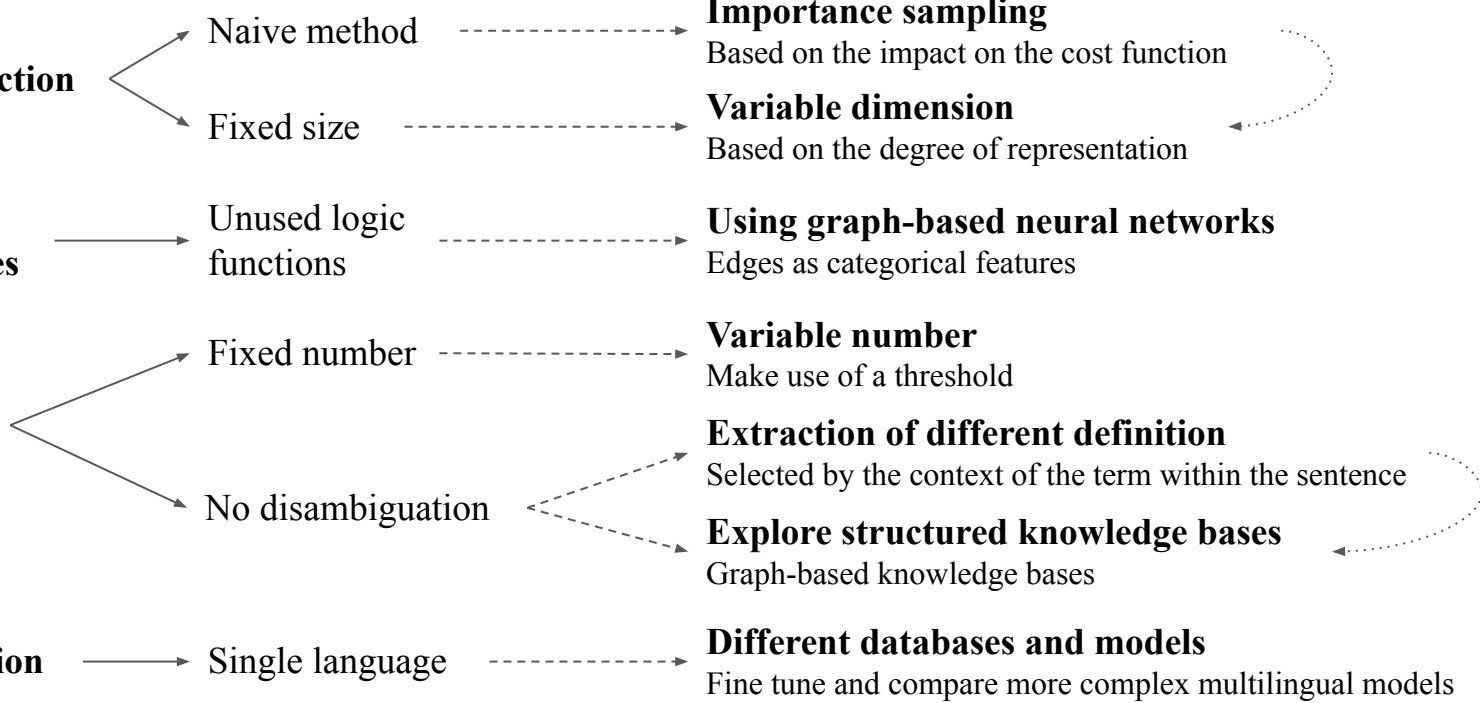 Importance sampling
Naive method
Based on the impact on the cost function
ction
Variable dimension
Fixed size
Based on the degree of representation
Unused logic
functions
Using graph-based neural networks
es
Edges as categorical features
Variable number
Fixed number
Make use of a threshold
Extraction of different definition
Selected by the context of the term within the sentence
No disambiguation
Explore structured knowledge bases
Graph-based knowledge bases
Different databases and models
ion
Single language
Fine tune and compare more complex multilingual models